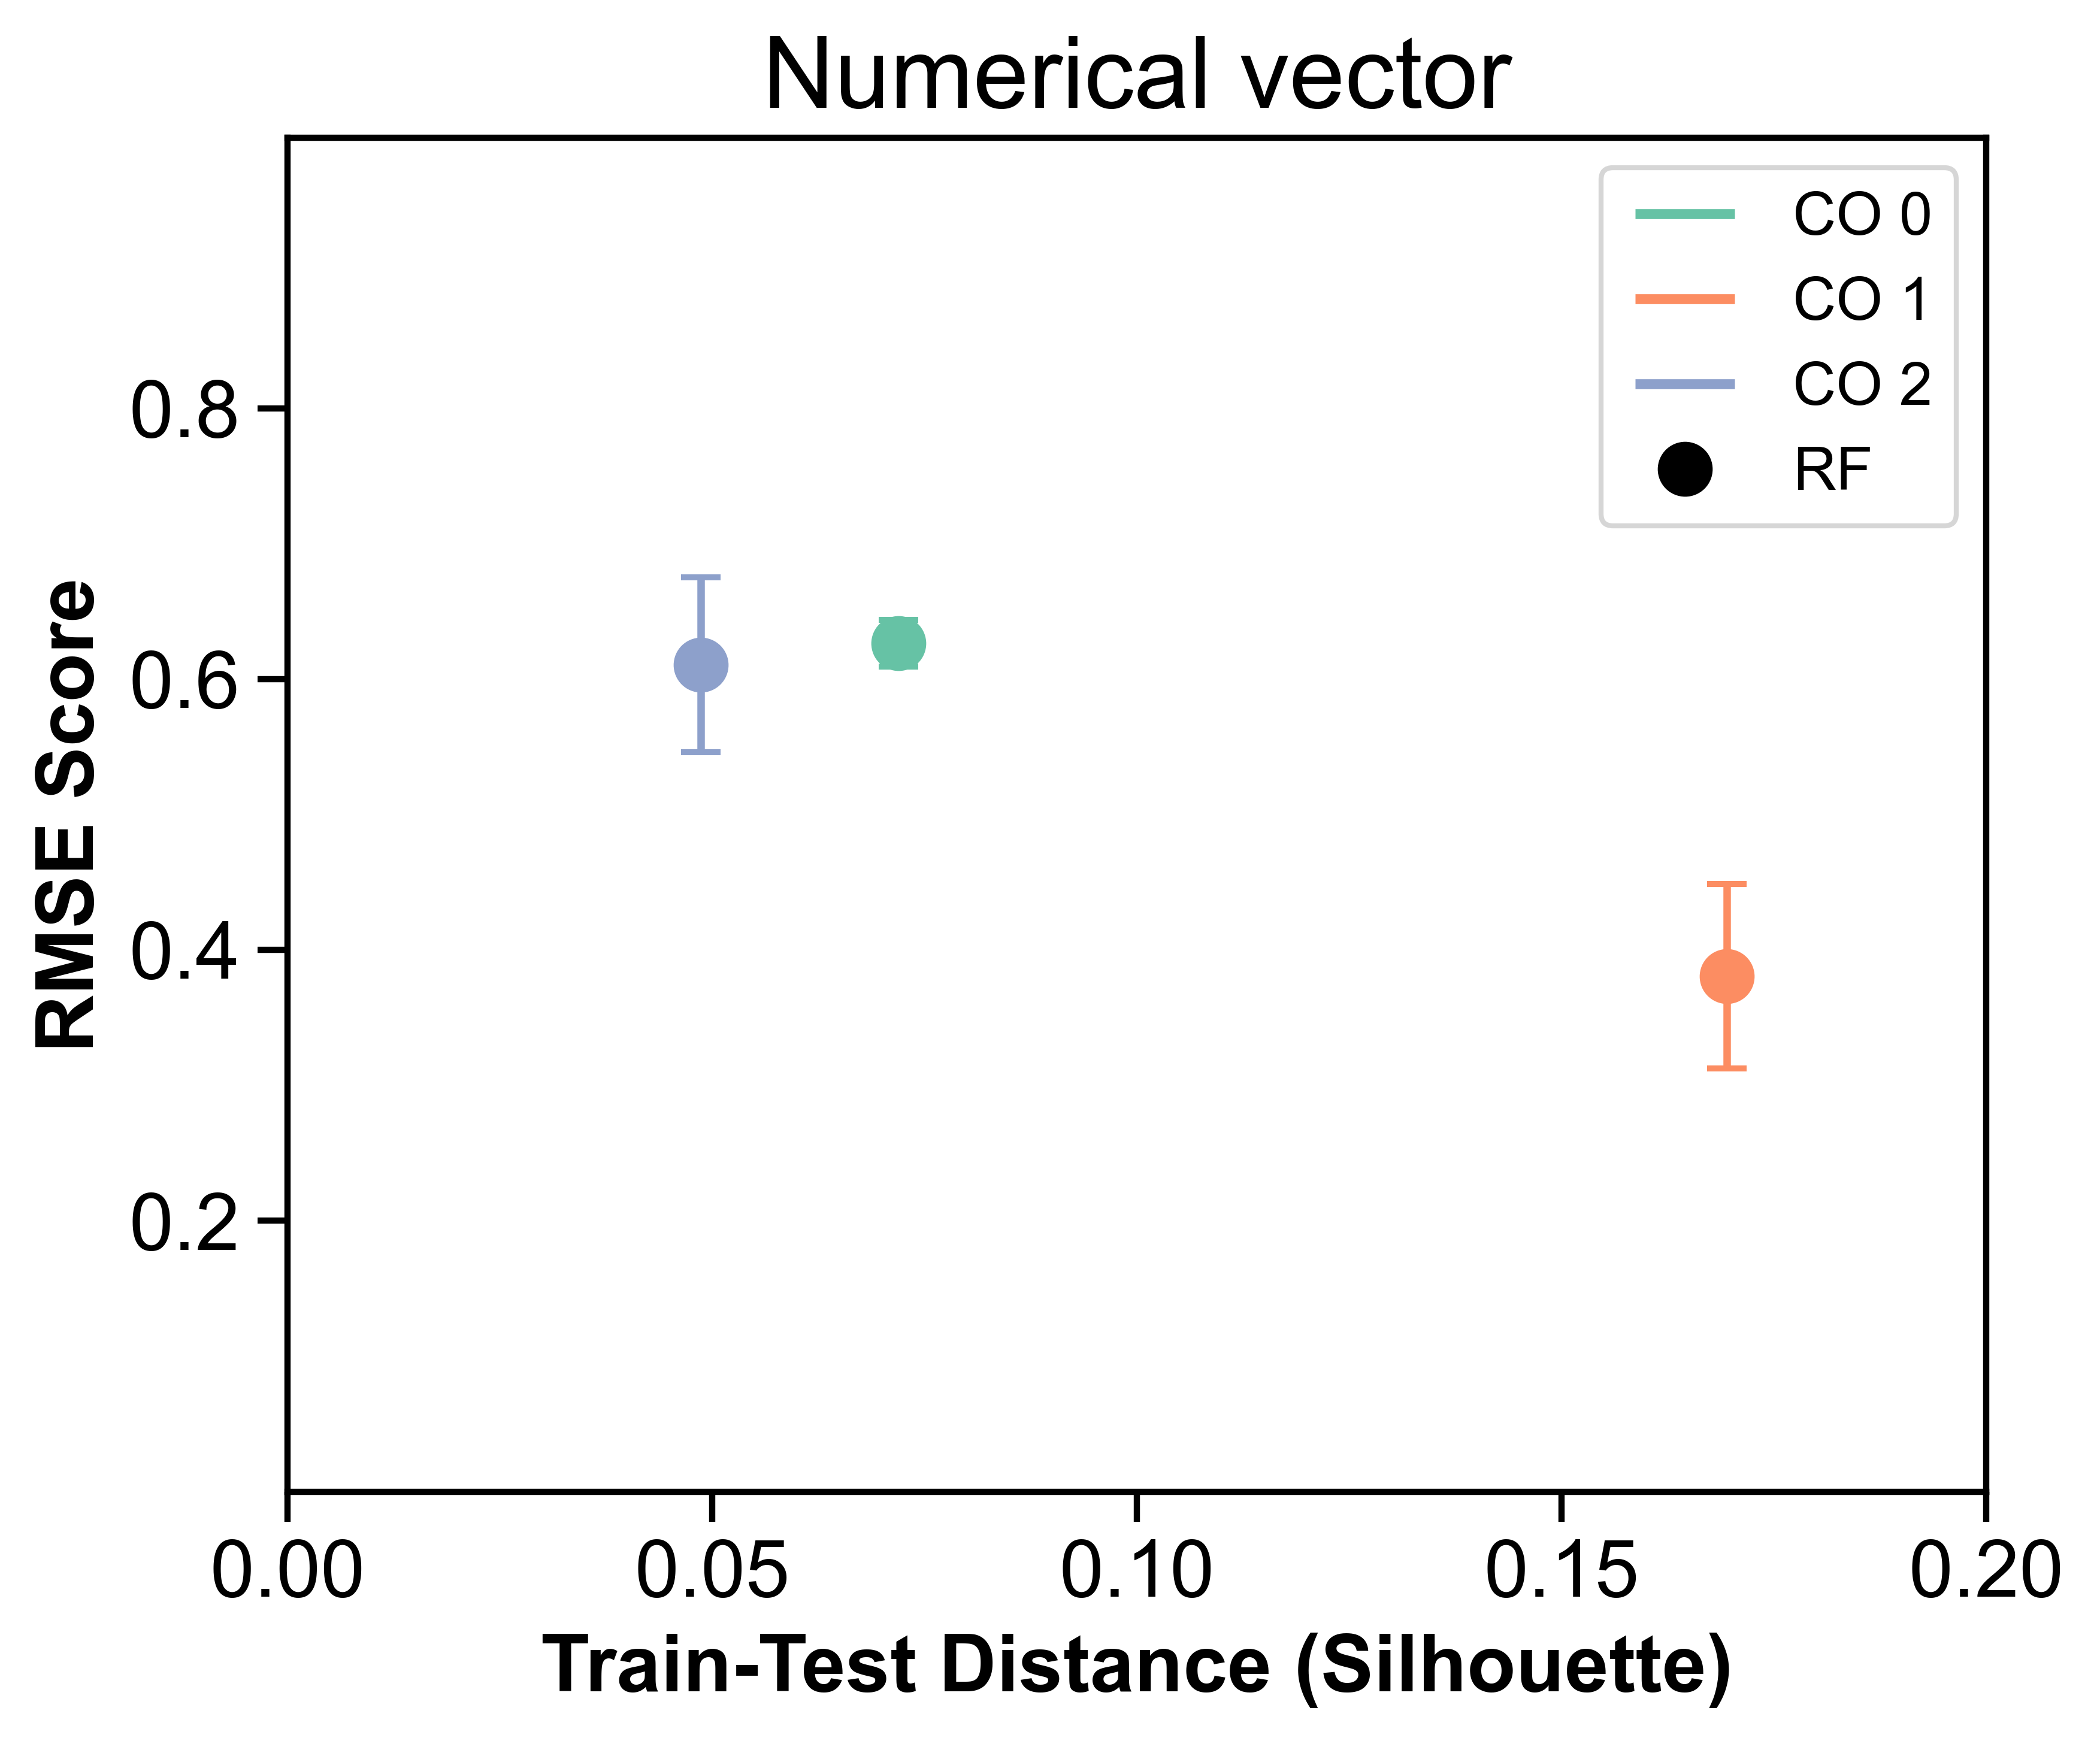 Numerical vector
CO 0
CO 1
CO 2
RF
RMSE Score
0.8
0.6
0.4
0.2
0.00 0.05 0.10 0.15 0.20
Train-Test Distance (Silhouette)